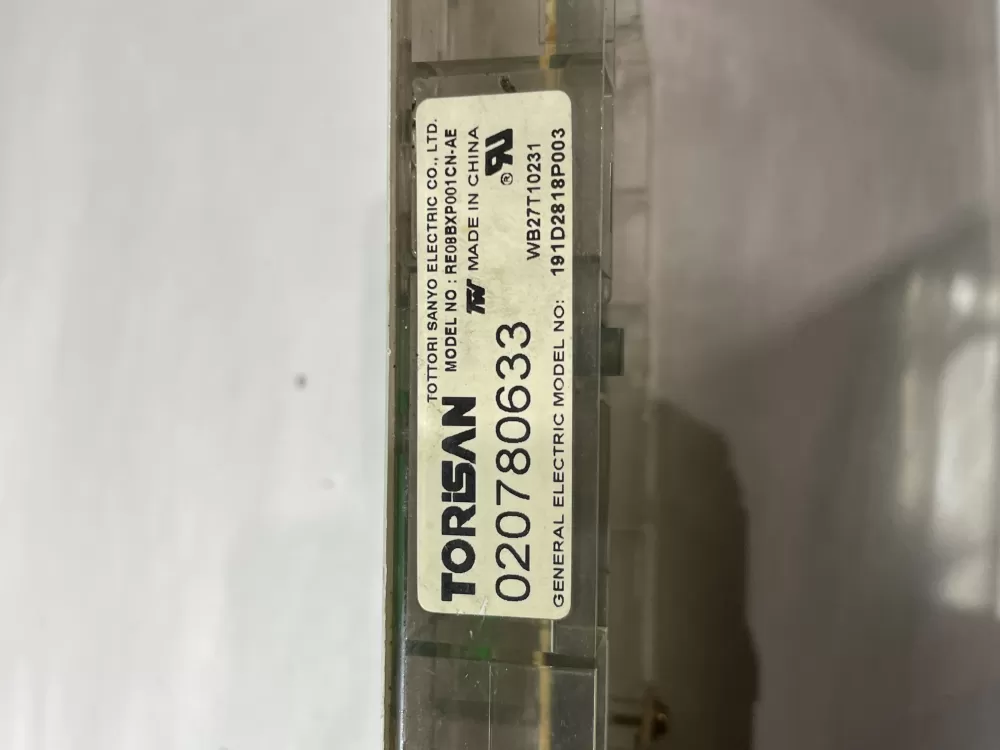 TOTTORI SANYO ELECTRIC CO., LTD.
TORiSAN
MODEL NO : RE08BXP001CN-AE
MADE IN CHINA
020780633
WB27T10231
GENERAL ELECTRIC MODEL NO: 191D2818P003